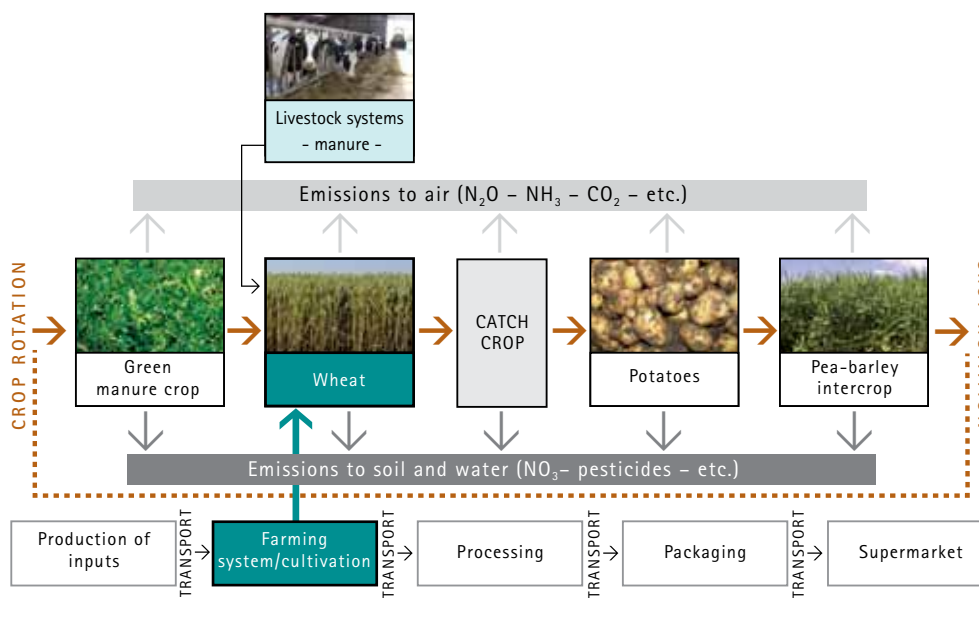 Livestock systems
- manure -
Emissions to air (N₂O – NH₃ – CO₂ – etc.)
CROP ROTATION
Green
manure crop
Wheat
CATCH
CROP
Potatoes
Pea-barley
intercrop
Emissions to soil and water (NO₃– pesticides – etc.)
Production of
inputs
TRANSPORT
Farming
system/cultivation
TRANSPORT
Processing
TRANSPORT
Packaging
TRANSPORT
Supermarket